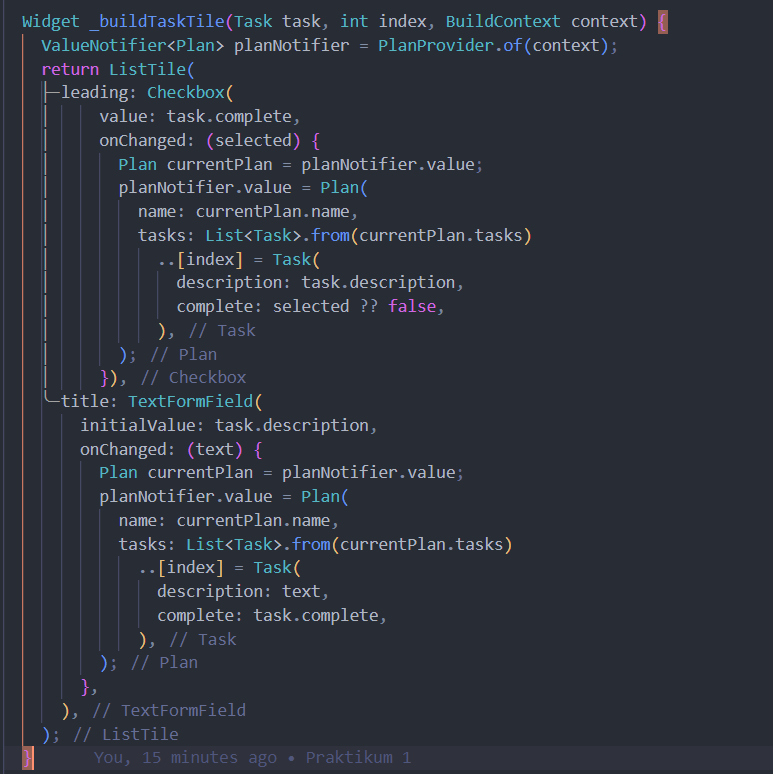 Widget _buildTaskTile(Task task, int index, BuildContext context) {
  ValueNotifier<Plan> planNotifier = PlanProvider.of(context);
  return ListTile(
    leading: Checkbox(
        value: task.complete,
        onChanged: (selected) {
          Plan currentPlan = planNotifier.value;
          planNotifier.value = Plan(
            name: currentPlan.name,
            tasks: List<Task>.from(currentPlan.tasks)
              ..[index] = Task(
                description: task.description,
                complete: selected ?? false,
              ), // Task
          ); // Plan
        }), // Checkbox
    title: TextFormField(
      initialValue: task.description,
      onChanged: (text) {
        Plan currentPlan = planNotifier.value;
        planNotifier.value = Plan(
          name: currentPlan.name,
          tasks: List<Task>.from(currentPlan.tasks)
            ..[index] = Task(
              description: text,
              complete: task.complete,
            ), // Task
        ); // Plan
      },
    ), // TextFormField
  ); // ListTile
} You, 15 minutes ago • Praktikum 1